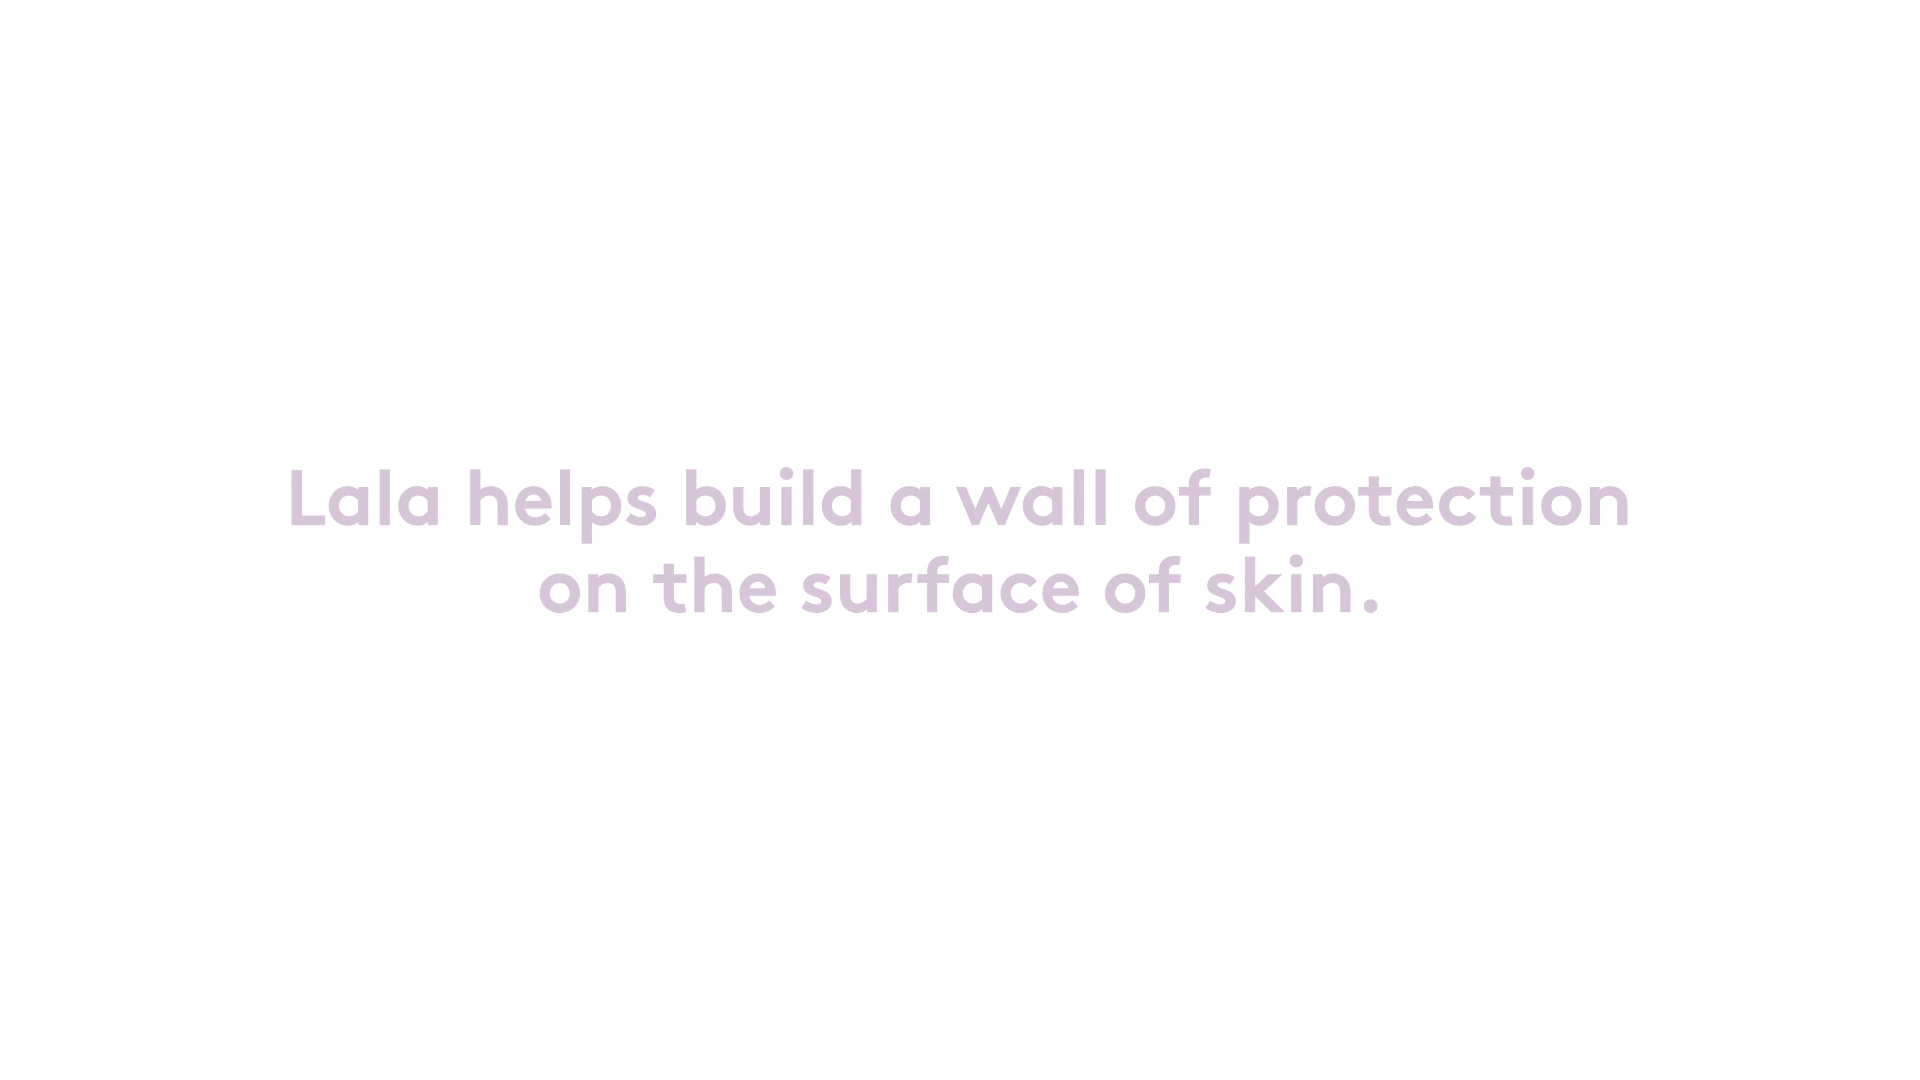 Lala helps build a wall of protection
on the surface of skin.